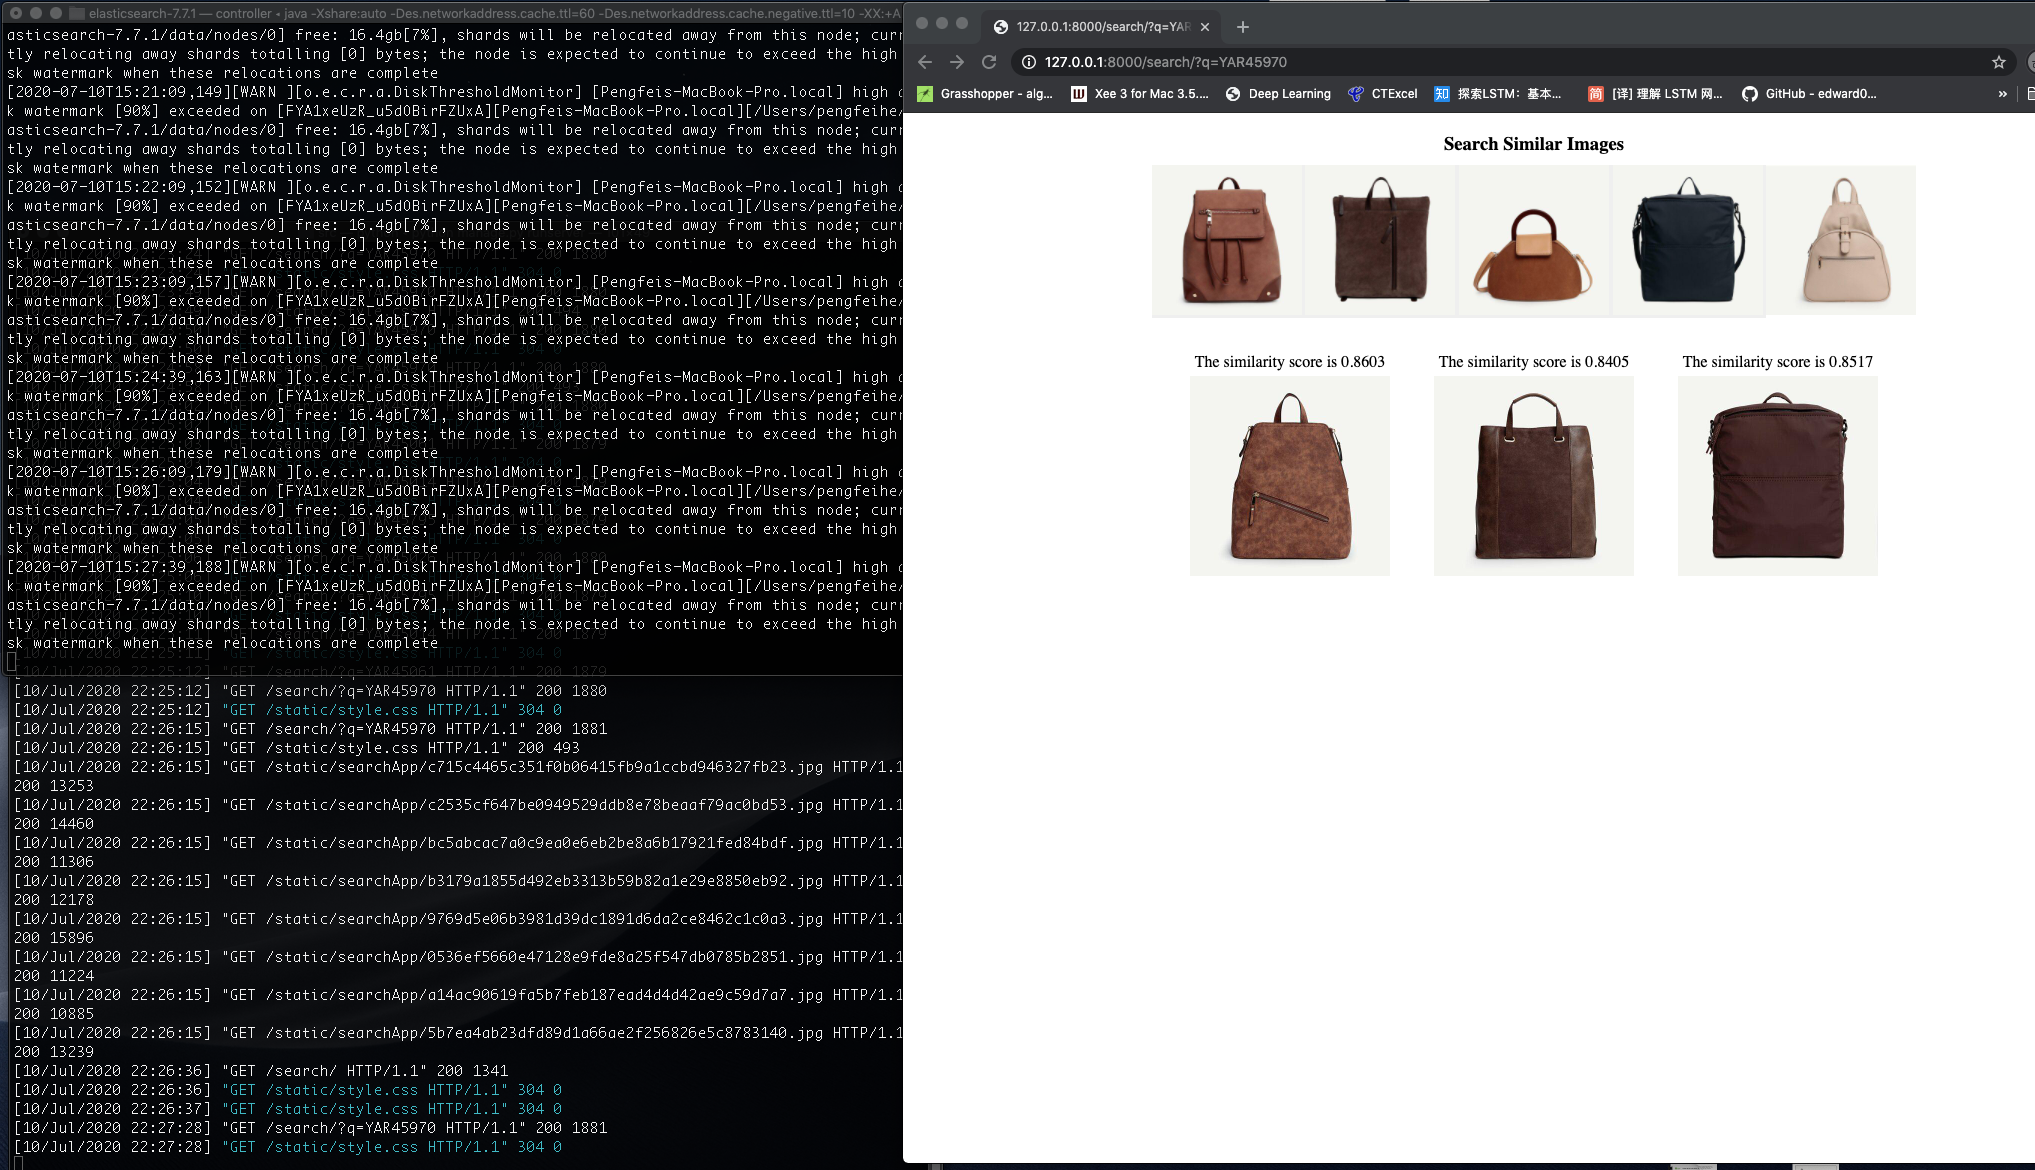 elasticsearch-7.7.1 — controller • java -Xshare:auto -Des.networkaddress.cache.ttl=60 -Des.networkaddress.cache.negative.ttl=10 -XX:+A
asticsearch-7.7.1/data/nodes/0] free: 16.4gb[7%], shards will be relocated away from this node; curr
tly relocating away shards totalling [0] bytes; the node is expected to continue to exceed the high
sk watermark when these relocations are complete
[2020-07-10T15:21:09,149][WARN ][o.e.c.r.a.DiskThresholdMonitor] [Pengfeis-MacBook-Pro.local] high
k watermark [90%] exceeded on [FYA1xeUzR_u5dOBirFZUxA][Pengfeis-MacBook-Pro.local][/Users/pengfeihe/
asticsearch-7.7.1/data/nodes/0] free: 16.4gb[7%], shards will be relocated away from this node; curr
tly relocating away shards totalling [0] bytes; the node is expected to continue to exceed the high
sk watermark when these relocations are complete
[2020-07-10T15:22:09,152][WARN ][o.e.c.r.a.DiskThresholdMonitor] [Pengfeis-MacBook-Pro.local] high
k watermark [90%] exceeded on [FYA1xeUzR_u5dOBirFZUxA][Pengfeis-MacBook-Pro.local][/Users/pengfeihe/
asticsearch-7.7.1/data/nodes/0] free: 16.4gb[7%], shards will be relocated away from this node; curr
tly relocating away shards totalling [0] bytes; the node is expected to continue to exceed the high
sk watermark when these relocations are complete
[2020-07-10T15:23:09,157][WARN ][o.e.c.r.a.DiskThresholdMonitor] [Pengfeis-MacBook-Pro.local] high
k watermark [90%] exceeded on [FYA1xeUzR_u5dOBirFZUxA][Pengfeis-MacBook-Pro.local][/Users/pengfeihe/
asticsearch-7.7.1/data/nodes/0] free: 16.4gb[7%], shards will be relocated away from this node; curr
tly relocating away shards totalling [0] bytes; the node is expected to continue to exceed the high
sk watermark when these relocations are complete
[2020-07-10T15:24:39,163][WARN ][o.e.c.r.a.DiskThresholdMonitor] [Pengfeis-MacBook-Pro.local] high
k watermark [90%] exceeded on [FYA1xeUzR_u5dOBirFZUxA][Pengfeis-MacBook-Pro.local][/Users/pengfeihe/
asticsearch-7.7.1/data/nodes/0] free: 16.4gb[7%], shards will be relocated away from this node; curr
tly relocating away shards totalling [0] bytes; the node is expected to continue to exceed the high
sk watermark when these relocations are complete
[2020-07-10T15:26:09,179][WARN ][o.e.c.r.a.DiskThresholdMonitor] [Pengfeis-MacBook-Pro.local] high
k watermark [90%] exceeded on [FYA1xeUzR_u5dOBirFZUxA][Pengfeis-MacBook-Pro.local][/Users/pengfeihe/
asticsearch-7.7.1/data/nodes/0] free: 16.4gb[7%], shards will be relocated away from this node; curr
tly relocating away shards totalling [0] bytes; the node is expected to continue to exceed the high
sk watermark when these relocations are complete
[2020-07-10T15:27:39,188][WARN ][o.e.c.r.a.DiskThresholdMonitor] [Pengfeis-MacBook-Pro.local] high
k watermark [90%] exceeded on [FYA1xeUzR_u5dOBirFZUxA][Pengfeis-MacBook-Pro.local][/Users/pengfeihe/
asticsearch-7.7.1/data/nodes/0] free: 16.4gb[7%], shards will be relocated away from this node; curr
tly relocating away shards totalling [0] bytes; the node is expected to continue to exceed the high
sk watermark when these relocations are complete
[10/Jul/2020 22:25:12] "GET /search/?q=YAR45061 HTTP/1.1" 200 1879
[10/Jul/2020 22:25:12] "GET /search/?q=YAR45970 HTTP/1.1" 200 1880
[10/Jul/2020 22:25:12] "GET /static/style.css HTTP/1.1" 304 0
[10/Jul/2020 22:26:15] "GET /search/?q=YAR45970 HTTP/1.1" 200 1881
[10/Jul/2020 22:26:15] "GET /static/style.css HTTP/1.1" 200 493
[10/Jul/2020 22:26:15] "GET /static/searchApp/c715c4465c351f0b06415fb9a1ccbd946327fb23.jpg HTTP/1.1
200 13253
[10/Jul/2020 22:26:15] "GET /static/searchApp/c2535cf647be0949529ddb8e78beaaf79ac0bd53.jpg HTTP/1.1
200 14460
[10/Jul/2020 22:26:15] "GET /static/searchApp/bc5abcac7a0c9ea0e6eb2be8a6b17921fed84bdf.jpg HTTP/1.1
200 11306
[10/Jul/2020 22:26:15] "GET /static/searchApp/b3179a1855d492eb3313b59b82a1e29e8850eb92.jpg HTTP/1.1
200 12178
[10/Jul/2020 22:26:15] "GET /static/searchApp/9769d5e06b3981d39dc1891d6da2ce8462c1c0a3.jpg HTTP/1.1
200 15896
[10/Jul/2020 22:26:15] "GET /static/searchApp/0536ef5660e47128e9fde8a25f547db0785b2851.jpg HTTP/1.1
200 11224
[10/Jul/2020 22:26:15] "GET /static/searchApp/a14ac90619fa5b7feb187ead4d4d42ae9c59d7a7.jpg HTTP/1.1
200 10885
[10/Jul/2020 22:26:15] "GET /static/searchApp/5b7ea4ab23dfd89d1a66ae2f256826e5c8783140.jpg HTTP/1.1
200 13239
[10/Jul/2020 22:26:36] "GET /search/ HTTP/1.1" 200 1341
[10/Jul/2020 22:26:36] "GET /static/style.css HTTP/1.1" 304 0
[10/Jul/2020 22:26:37] "GET /static/style.css HTTP/1.1" 304 0
[10/Jul/2020 22:27:28] "GET /search/?q=YAR45970 HTTP/1.1" 200 1881
[10/Jul/2020 22:27:28] "GET /static/style.css HTTP/1.1" 304 0
127.0.0.1:8000/search/?q=YAR
127.0.0.1:8000/search/?q=YAR45970
Grasshopper - alg... Xee 3 for Mac 3.5.... Deep Learning CTExcel 知 探索LSTM：基本... 简 [译] 理解 LSTM 网... GitHub - edward0... »
Search Similar Images
The similarity score is 0.8603 The similarity score is 0.8405 The similarity score is 0.8517